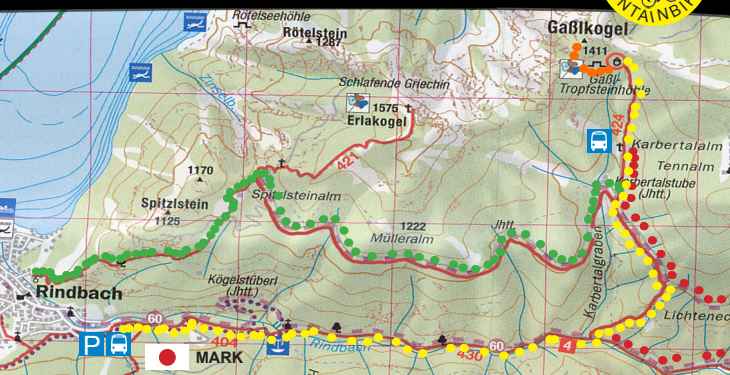 NTAINBI
Rötelseehöhle
Rötelstein
1287
Gaßlkogel
1411
Gaßl-
Tropfsteinhöhle
Schlafende Griechin
1575
Erlakogel
424
Karbertalalm
Tennalm
Karbertalstube
(Jhtt.)
421
1170
Spitzlstein
1125
Spitzlsteinalm
1222
Mülleralm
Jhtt.
Karbertalgraben
Rindbach
Kögelstüberl
(Jhtt.)
60
404
Rindbach
430
60
4
P
MARK